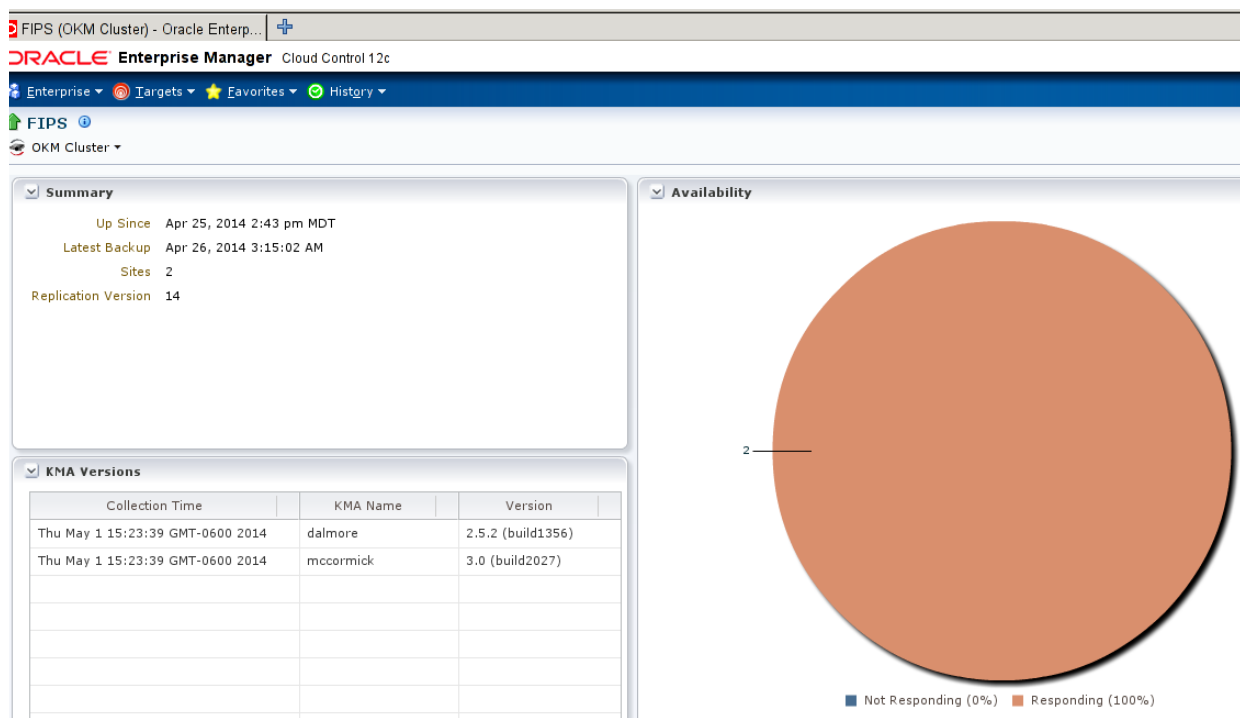 FIPS (OKM Cluster) - Oracle Enterp...
ORACLE Enterprise Manager Cloud Control 12c
Enterprise Targets Favorites History
FIPS
OKM Cluster
Summary
Up Since Apr 25, 2014 2:43 pm MDT
Latest Backup Apr 26, 2014 3:15:02 AM
Sites 2
Replication Version 14
KMA Versions
Collection Time KMA Name Version
Thu May 1 15:23:39 GMT-0600 2014 dalmore 2.5.2 (build1356)
Thu May 1 15:23:39 GMT-0600 2014 mccormick 3.0 (build2027)
Availability
2
Not Responding (0%) Responding (100%)